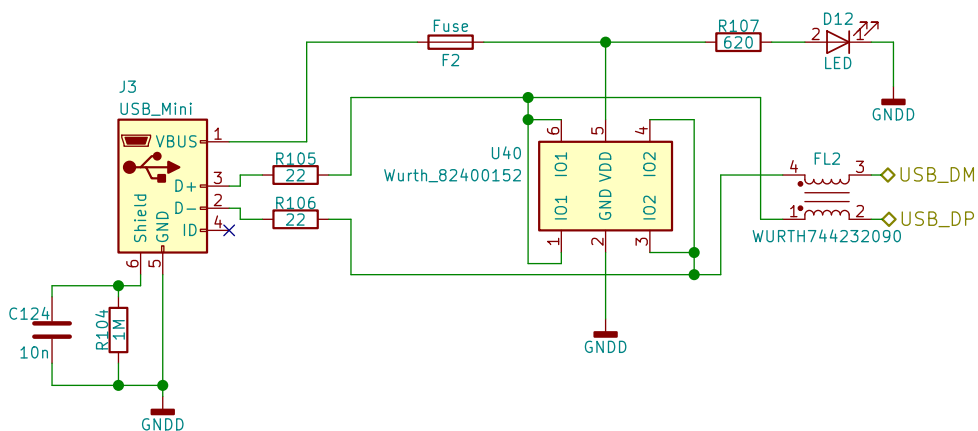 Fuse
F2
R107
620
D12
2
1
LED
GNDD
J3
USB_Mini
VBUS
1
D+
3
D-
2
ID
4
Shield
GND
6
5
R105
22
R106
22
U40
Wurth_82400152
6
5
4
IO1
VDD
IO2
IO1
GND
IO2
1
2
3
GNDD
FL2
4
3
1
2
WURTH744232090
USB_DM
USB_DP
C124
10n
R104
1M
GNDD